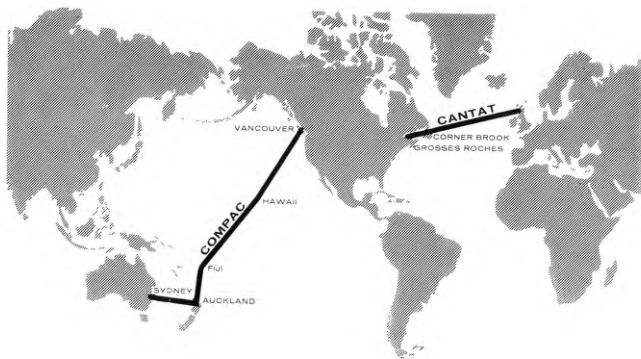 CANTAT
VANCOUVER
CORNER BROOK
GROSSES ROCHES
COMPAC
HAWAII
FIJI
SYDNEY
AUCKLAND